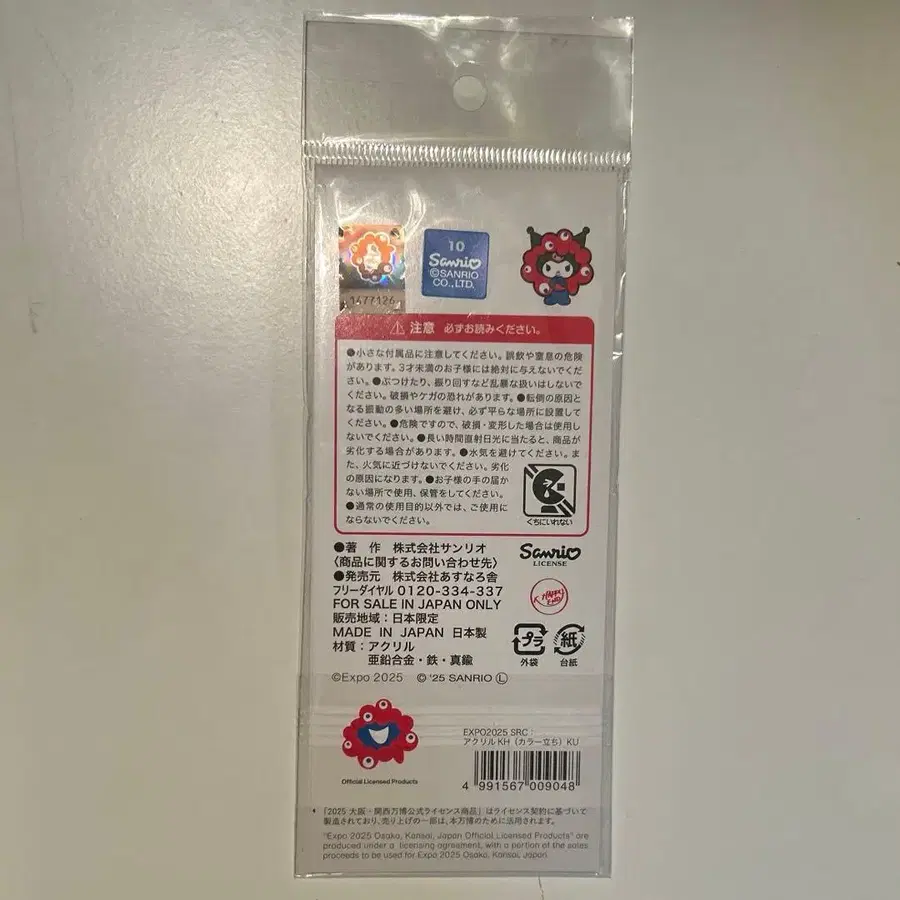 1477126
10
Sanrio
©SANRIO
CO.,LTD.
注意 必ずお読みください。
●小さな付属品に注意してください。誤飲や窒息の危険
があります。3才未満のお子様には絶対に与えないでくだ
さい。●ぶつけたり、振り回すなど乱暴な扱いはしないで
ください。破損やケガの恐れがあります。●転倒の原因と
なる振動の多い場所を避け、必ず平らな場所に設置して
ください。●危険ですので、破損・変形した場合は使用し
ないでください。●長い時間直射日光に当たると、商品が
劣化する場合があります。●水気を避けてください。ま
た、火気に近づけないでください。劣化
の原因になります。●お子様の手の届か
ない場所で使用、保管をしてください。
●通常の使用目的以外では、ご使用に
ならないでください。
くちにいれない
●著 作 株式会社サンリオ
〈商品に関するお問い合わせ先〉
●発売元 株式会社あすなろ舎
フリーダイヤル 0120-334-337
FOR SALE IN JAPAN ONLY
販売地域：日本限定
MADE IN JAPAN 日本製
材質：アクリル
亜鉛合金・鉄・真鍮
©Expo 2025 © '25 SANRIO Ⓛ
Sanrio
LICENSE
プラ
外袋
紙
台紙
Official Licensed Products
EXPO2025 SRC：
アクリルKH（カラー立ち）KU
4 991567 009048
• 「2025 大阪・関西万博公式ライセンス商品」はライセンス契約に基づいて
製造されており、売り上げの一部は、本万博のために活用されます。
"Expo 2025 Osaka, Kansai, Japan Official Licensed Products" are
produced under a licensing agreement, with a portion of the sales
proceeds to be used for Expo 2025 Osaka, Kansai, Japan.